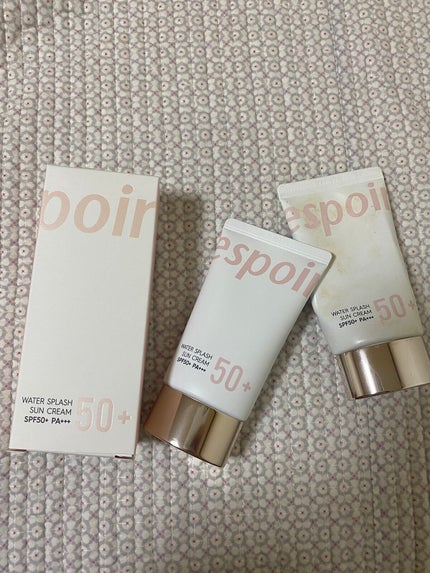 poir
WATER SPLASH
SUN CREAM
SPF50+ PA+++
50+
espoir
WATER SPLASH
SUN CREAM
SPF50+ PA+++
50+
espoir
WATER SPLASH
SUN CREAM
SPF50+ PA+++
50+